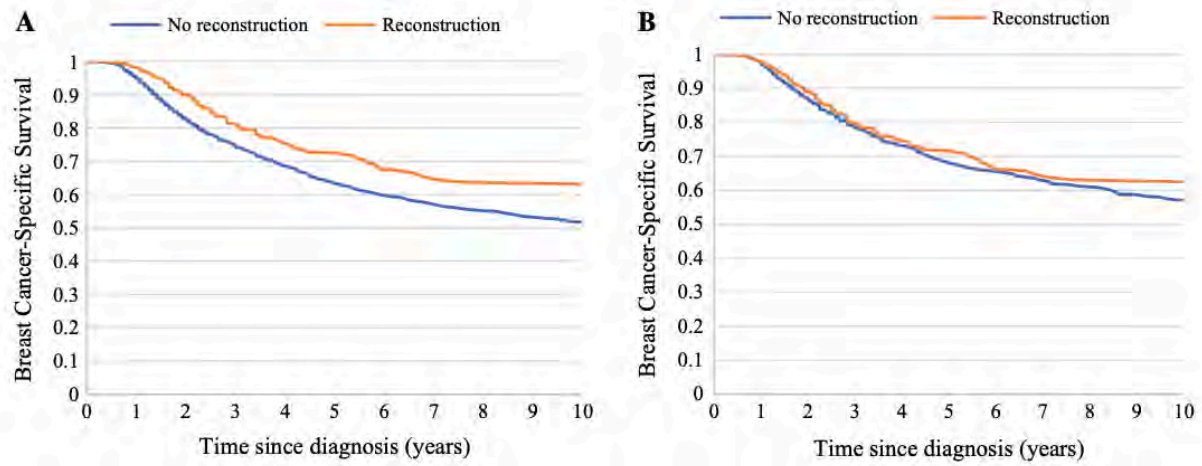 A
No reconstruction Reconstruction
Breast Cancer-Specific Survival
1
0.9
0.8
0.7
0.6
0.5
0.4
0.3
0.2
0.1
0
0 1 2 3 4 5 6 7 8 9 10
Time since diagnosis (years)
B
No reconstruction Reconstruction
Breast Cancer-Specific Survival
1
0.9
0.8
0.7
0.6
0.5
0.4
0.3
0.2
0.1
0
0 1 2 3 4 5 6 7 8 9 10
Time since diagnosis (years)